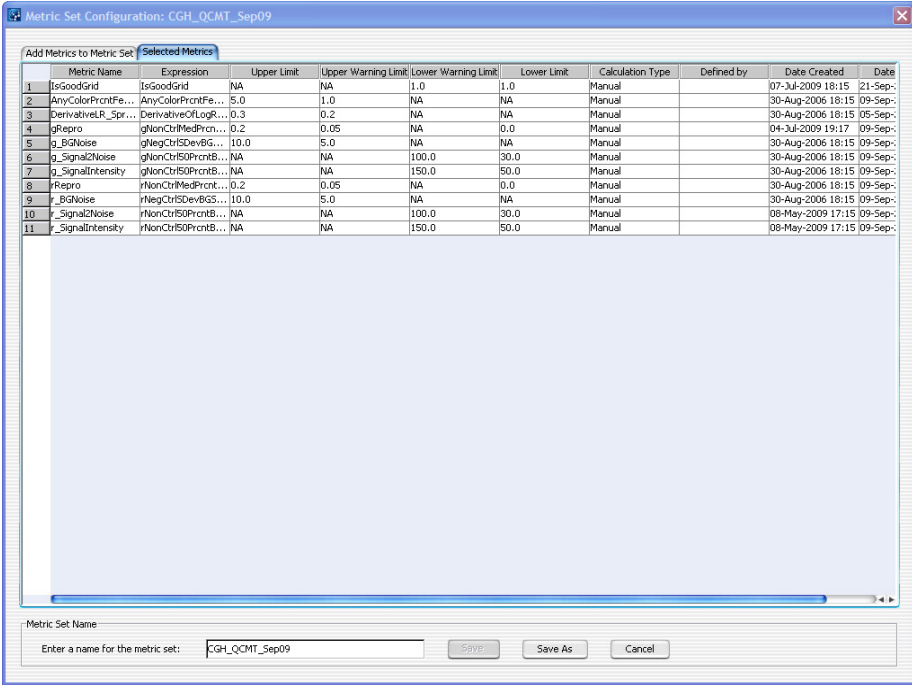 Metric Set Configuration: CGH_QCMT_Sep09
Add Metrics to Metric Set Selected Metrics
Metric Name Expression Upper Limit Upper Warning Limit Lower Warning Limit Lower Limit Calculation Type Defined by Date Created Date
1 IsGoodGrid IsGoodGrid NA NA 1.0 1.0 Manual 07-Jul-2009 18:15 21-Sep-2
2 AnyColorPrcntFe... AnyColorPrcntFe... 5.0 1.0 NA NA Manual 30-Aug-2006 18:15 09-Sep-2
3 DerivativeLR_Spr... DerivativeOfLogR... 0.3 0.2 NA NA Manual 30-Aug-2006 18:15 05-Sep-2
4 gRepro gNonCtrlMedPrcn... 0.2 0.05 NA 0.0 Manual 04-Jul-2009 19:17 09-Sep-2
5 g_BGNoise gNegCtrlSDevBG... 10.0 5.0 NA NA Manual 30-Aug-2006 18:15 09-Sep-2
6 g_Signal2Noise gNonCtrl50PrcntB... NA NA 100.0 30.0 Manual 30-Aug-2006 18:15 09-Sep-2
7 g_SignalIntensity gNonCtrl50PrcntB... NA NA 150.0 50.0 Manual 30-Aug-2006 18:15 09-Sep-2
8 rRepro rNonCtrlMedPrcnt... 0.2 0.05 NA 0.0 Manual 30-Aug-2006 18:15 09-Sep-2
9 r_BGNoise rNegCtrlSDevBGS... 10.0 5.0 NA NA Manual 30-Aug-2006 18:15 09-Sep-2
10 r_Signal2Noise rNonCtrl50PrcntB... NA NA 100.0 30.0 Manual 08-May-2009 17:15 09-Sep-2
11 r_SignalIntensity rNonCtrl50PrcntB... NA NA 150.0 50.0 Manual 08-May-2009 17:15 09-Sep-2
Metric Set Name
Enter a name for the metric set: CGH_QCMT_Sep09 Save Save As Cancel